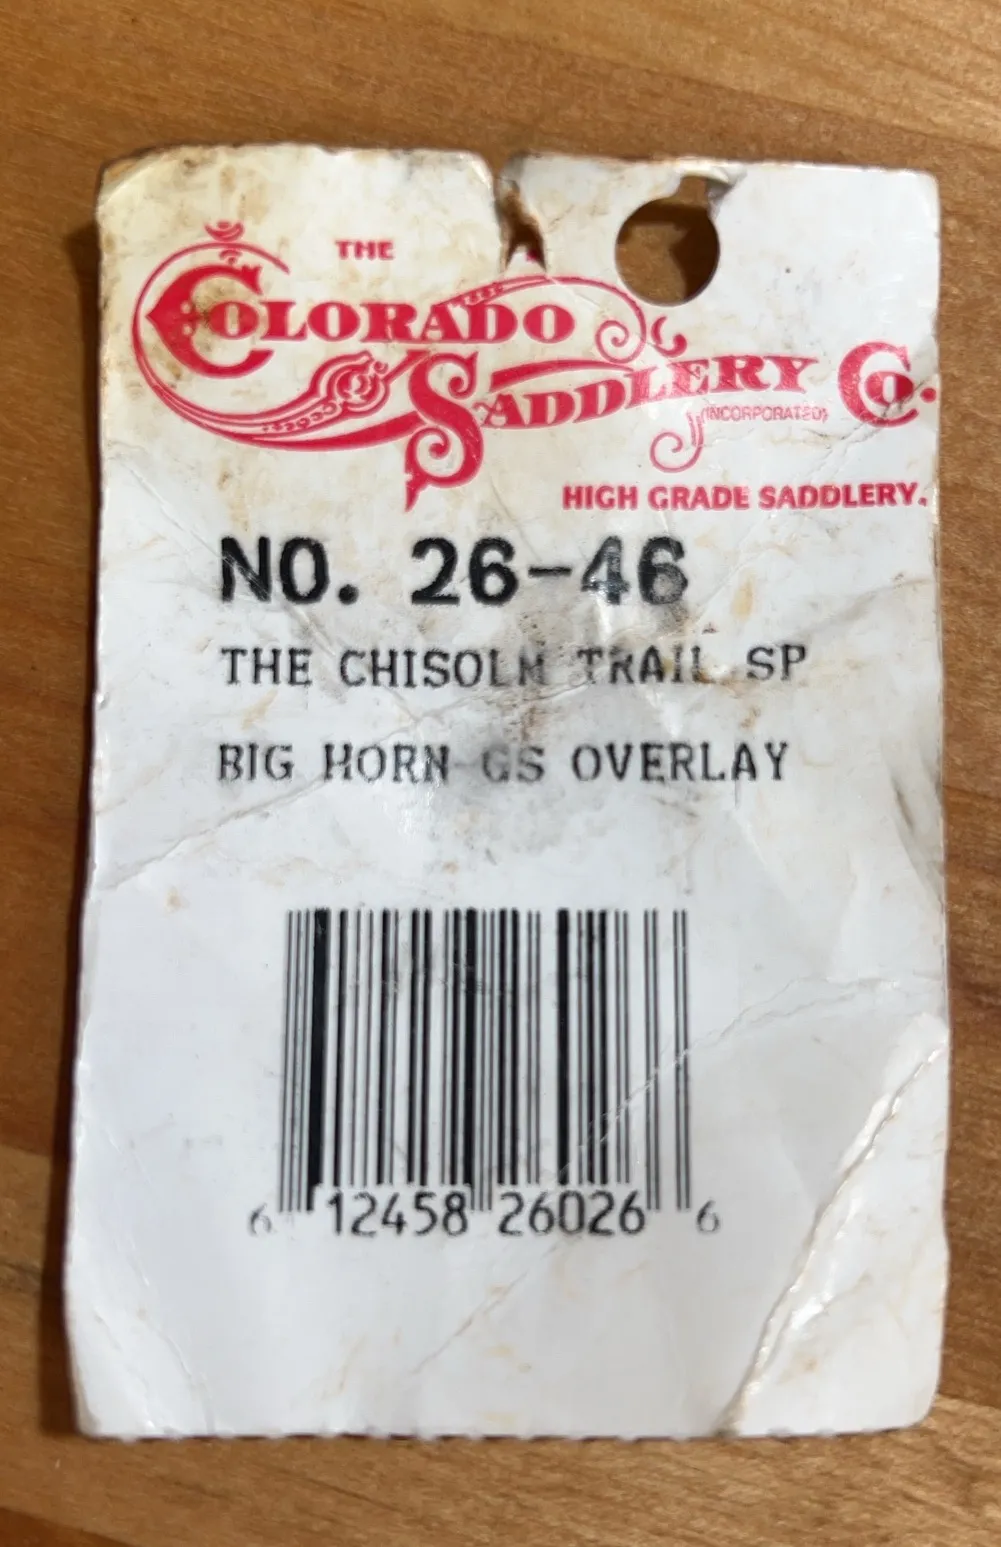 THE
COLORADO
SADDLERY CO.
(INCORPORATED)
HIGH GRADE SADDLERY.
NO. 26-46
THE CHISOLM TRAIL SP
BIG HORN GS OVERLAY
6 12458 26026 6